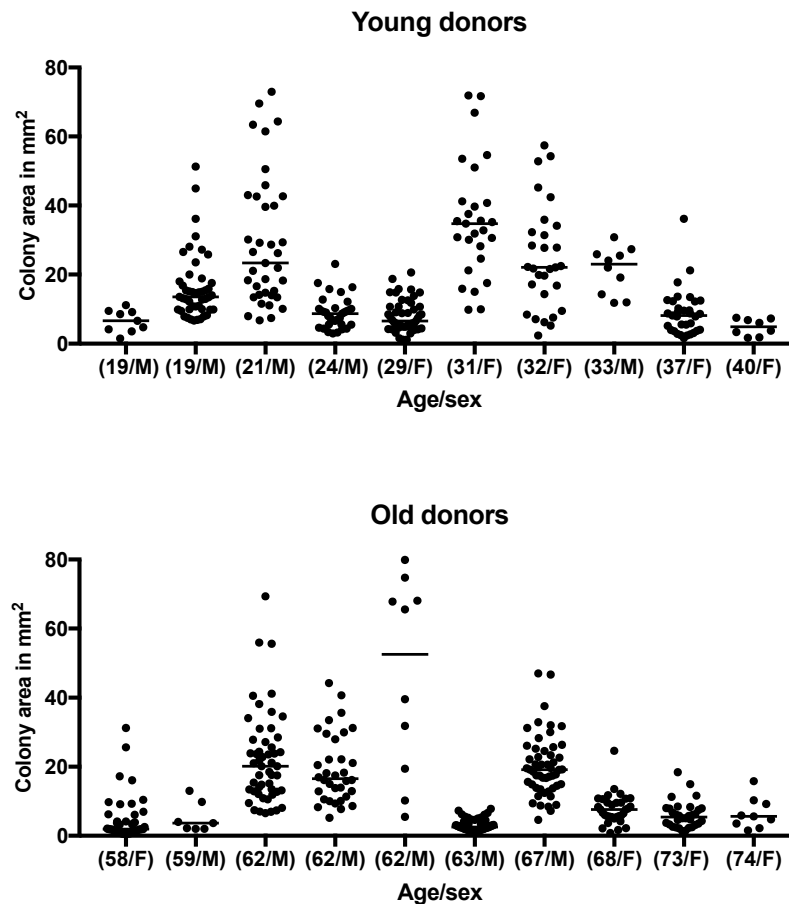 Young donors
80
60
40
20
0
Colony area in mm²
(19/M) (19/M) (21/M) (24/M) (29/F) (31/F) (32/F) (33/M) (37/F) (40/F)
Age/sex
Old donors
80
60
40
20
0
Colony area in mm²
(58/F) (59/M) (62/M) (62/M) (62/M) (63/M) (67/M) (68/F) (73/F) (74/F)
Age/sex